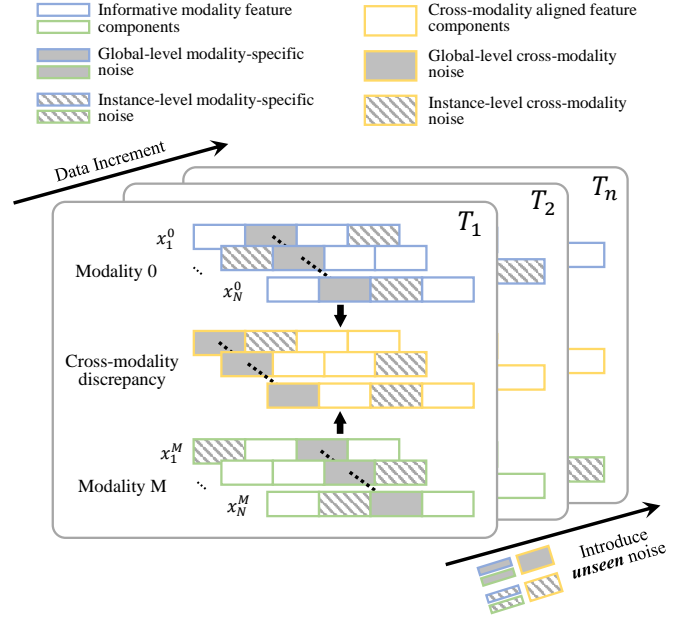 Informative modality feature
components
Cross-modality aligned feature
components
Global-level modality-specific
noise
Global-level cross-modality
noise
Instance-level modality-specific
noise
Instance-level cross-modality
noise
Data Increment
T_1
T_2
T_n
x_1^0
Modality 0
...
x_N^0
Cross-modality
discrepancy
x_1^M
Modality M
...
x_N^M
Introduce
unseen noise